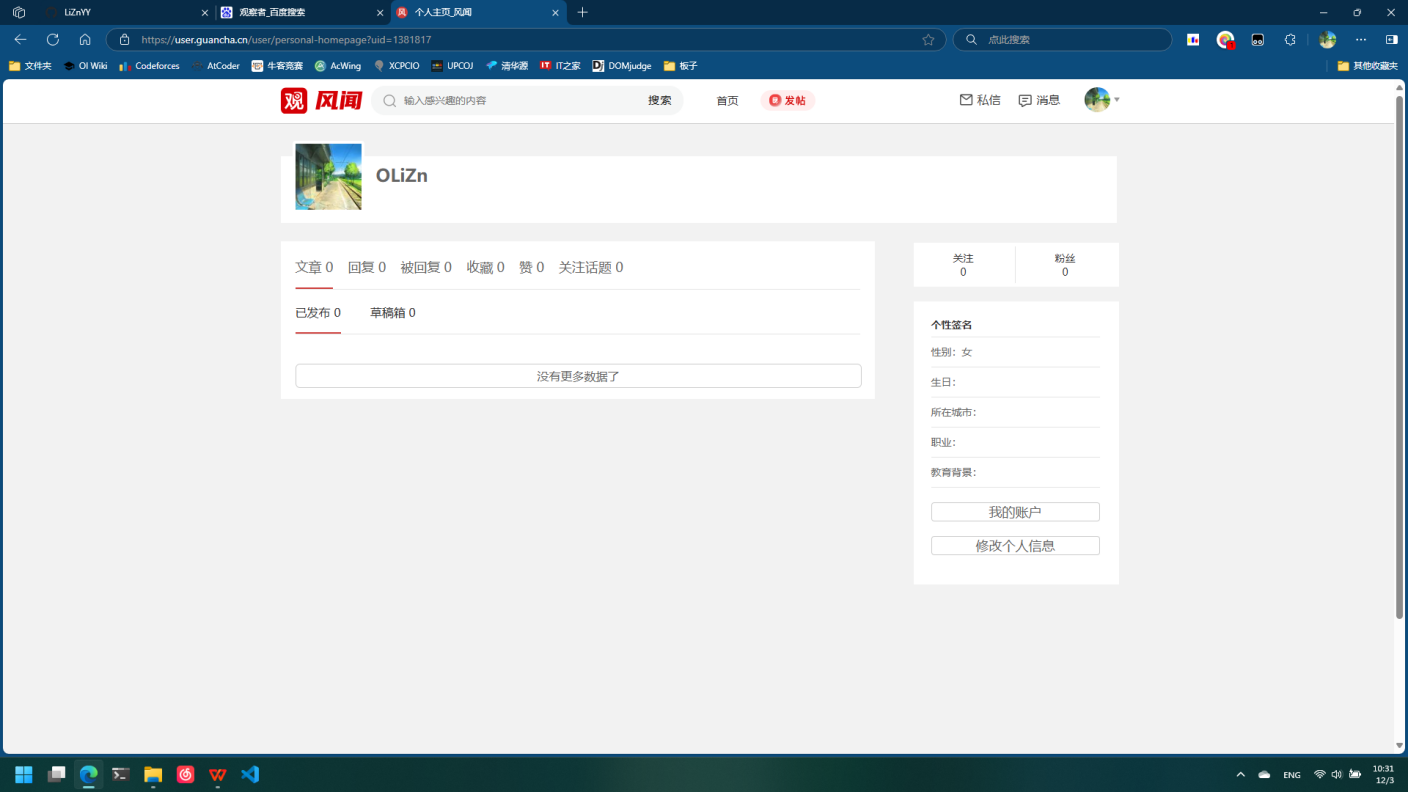 LiZnYY
观察者_百度搜索
个人主页_风闻
https://user.guancha.cn/user/personal-homepage?uid=1381817
点此搜索
文件夹 OI Wiki Codeforces AtCoder 牛客竞赛 AcWing XCPCIO UPCOJ 清华源 IT之家 DOMjudge 板子 其他收藏夹
观 风闻 输入感兴趣的内容 搜索 首页 发帖 私信 消息
OLiZn
文章 0 回复 0 被回复 0 收藏 0 赞 0 关注话题 0
已发布 0 草稿箱 0
没有更多数据了
关注 粉丝
0 0
个性签名
性别：女
生日：
所在城市：
职业：
教育背景：
我的账户
修改个人信息
ENG
10:31
12/3